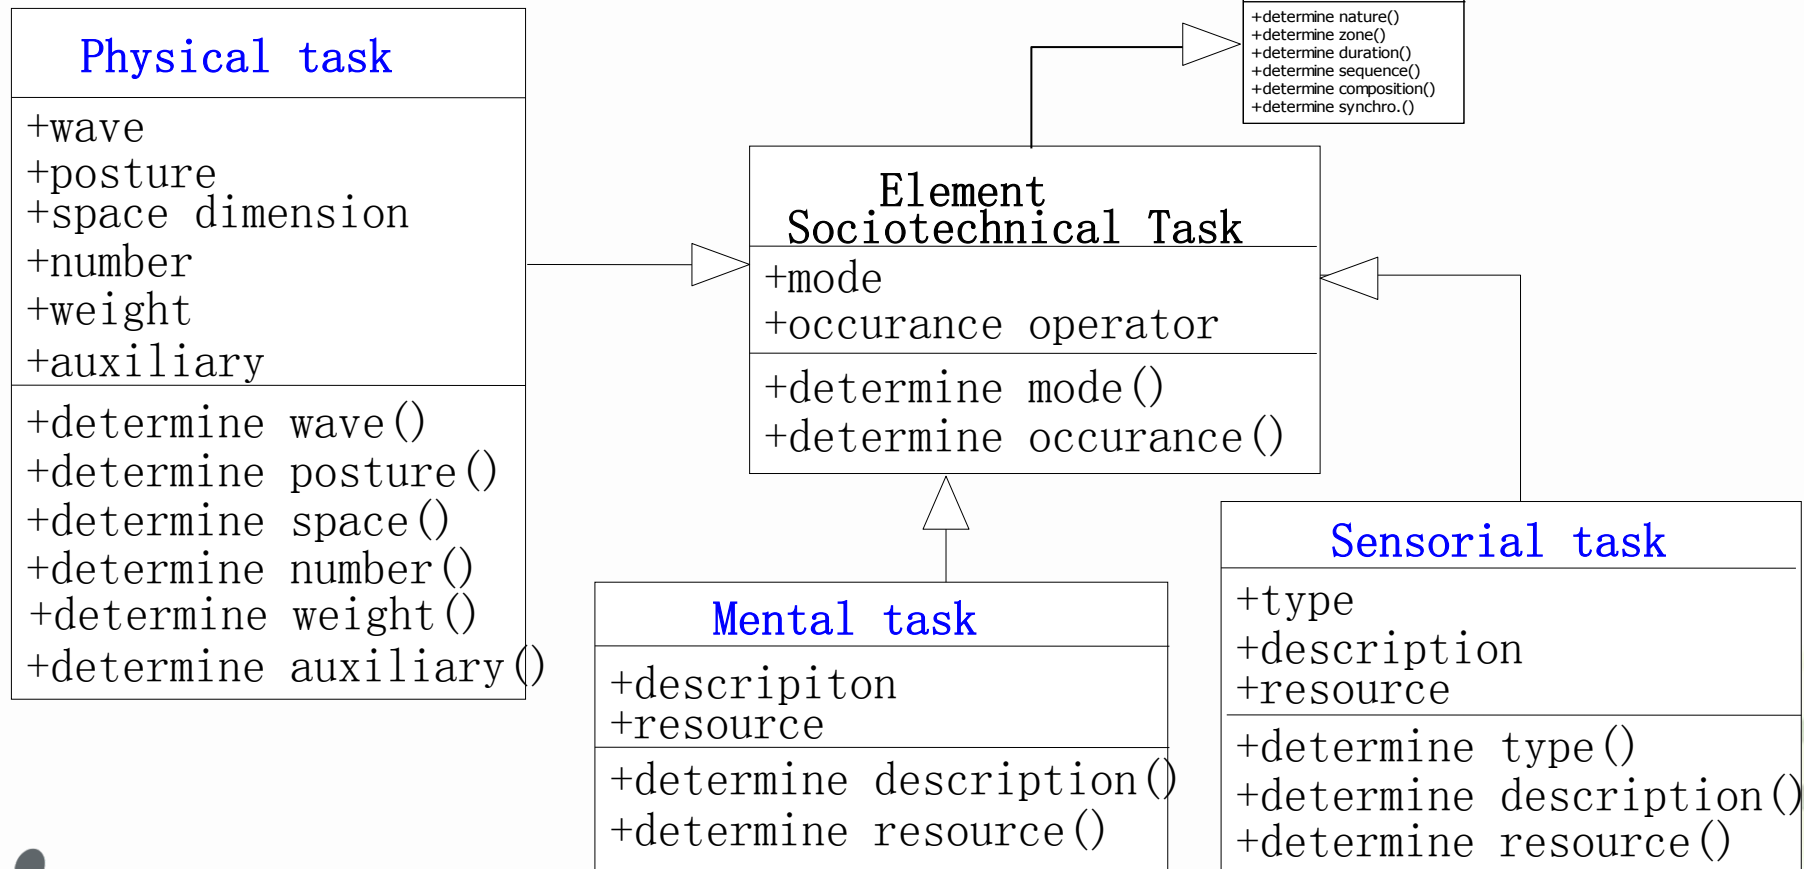 Physical task
+wave
+posture
+space dimension
+number
+weight
+auxiliary
+determine wave()
+determine posture()
+determine space()
+determine number()
+determine weight()
+determine auxiliary()
+determine nature()
+determine zone()
+determine duration()
+determine sequence()
+determine composition()
+determine synchro.()
Element
Sociotechnical Task
+mode
+occurance operator
+determine mode()
+determine occurance()
Mental task
+descripiton
+resource
+determine description()
+determine resource()
Sensorial task
+type
+description
+resource
+determine type()
+determine description()
+determine resource()